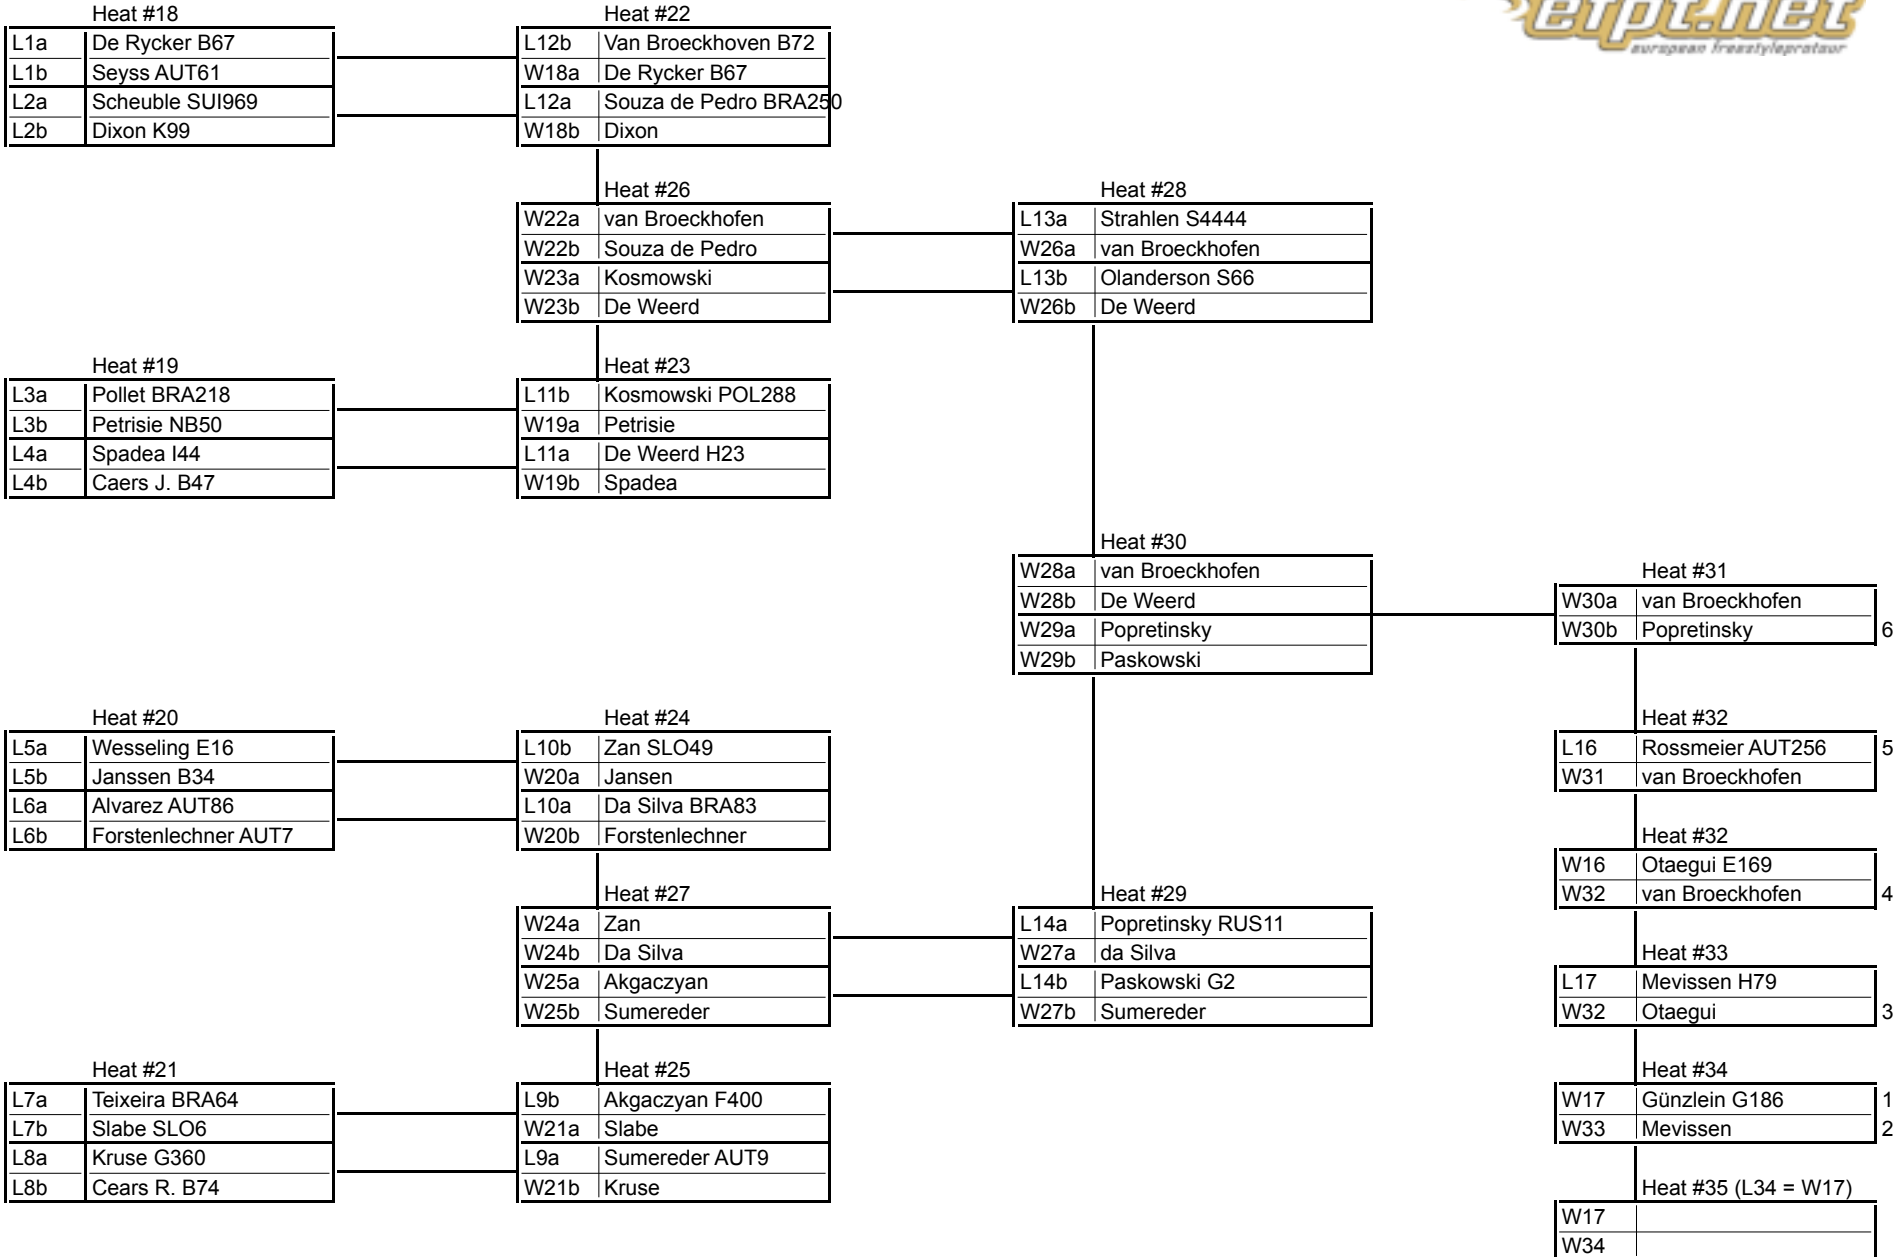 etpt.net
european freestyleprotour
Heat #18
L1a De Rycker B67
L1b Seyss AUT61
L2a Scheuble SUI969
L2b Dixon K99
Heat #22
L12b Van Broeckhoven B72
W18a De Rycker B67
L12a Souza de Pedro BRA250
W18b Dixon
Heat #26
W22a van Broeckhofen
W22b Souza de Pedro
W23a Kosmowski
W23b De Weerd
Heat #28
L13a Strahlen S4444
W26a van Broeckhofen
L13b Olanderson S66
W26b De Weerd
Heat #19
L3a Pollet BRA218
L3b Petrisie NB50
L4a Spadea I44
L4b Caers J. B47
Heat #23
L11b Kosmowski POL288
W19a Petrisie
L11a De Weerd H23
W19b Spadea
Heat #30
W28a van Broeckhofen
W28b De Weerd
W29a Popretinsky
W29b Paskowski
Heat #31
W30a van Broeckhofen
W30b Popretinsky 6
Heat #20
L5a Wesseling E16
L5b Janssen B34
L6a Alvarez AUT86
L6b Forstenlechner AUT7
Heat #24
L10b Zan SLO49
W20a Jansen
L10a Da Silva BRA83
W20b Forstenlechner
Heat #32
L16 Rossmeier AUT256 5
W31 van Broeckhofen
Heat #32
W16 Otaegui E169
W32 van Broeckhofen 4
Heat #27
W24a Zan
W24b Da Silva
W25a Akgaczyan
W25b Sumereder
Heat #29
L14a Popretinsky RUS11
W27a da Silva
L14b Paskowski G2
W27b Sumereder
Heat #33
L17 Mevissen H79
W32 Otaegui 3
Heat #21
L7a Teixeira BRA64
L7b Slabe SLO6
L8a Kruse G360
L8b Cears R. B74
Heat #25
L9b Akgaczyan F400
W21a Slabe
L9a Sumereder AUT9
W21b Kruse
Heat #34
W17 Günzlein G186 1
W33 Mevissen 2
Heat #35 (L34 = W17)
W17
W34